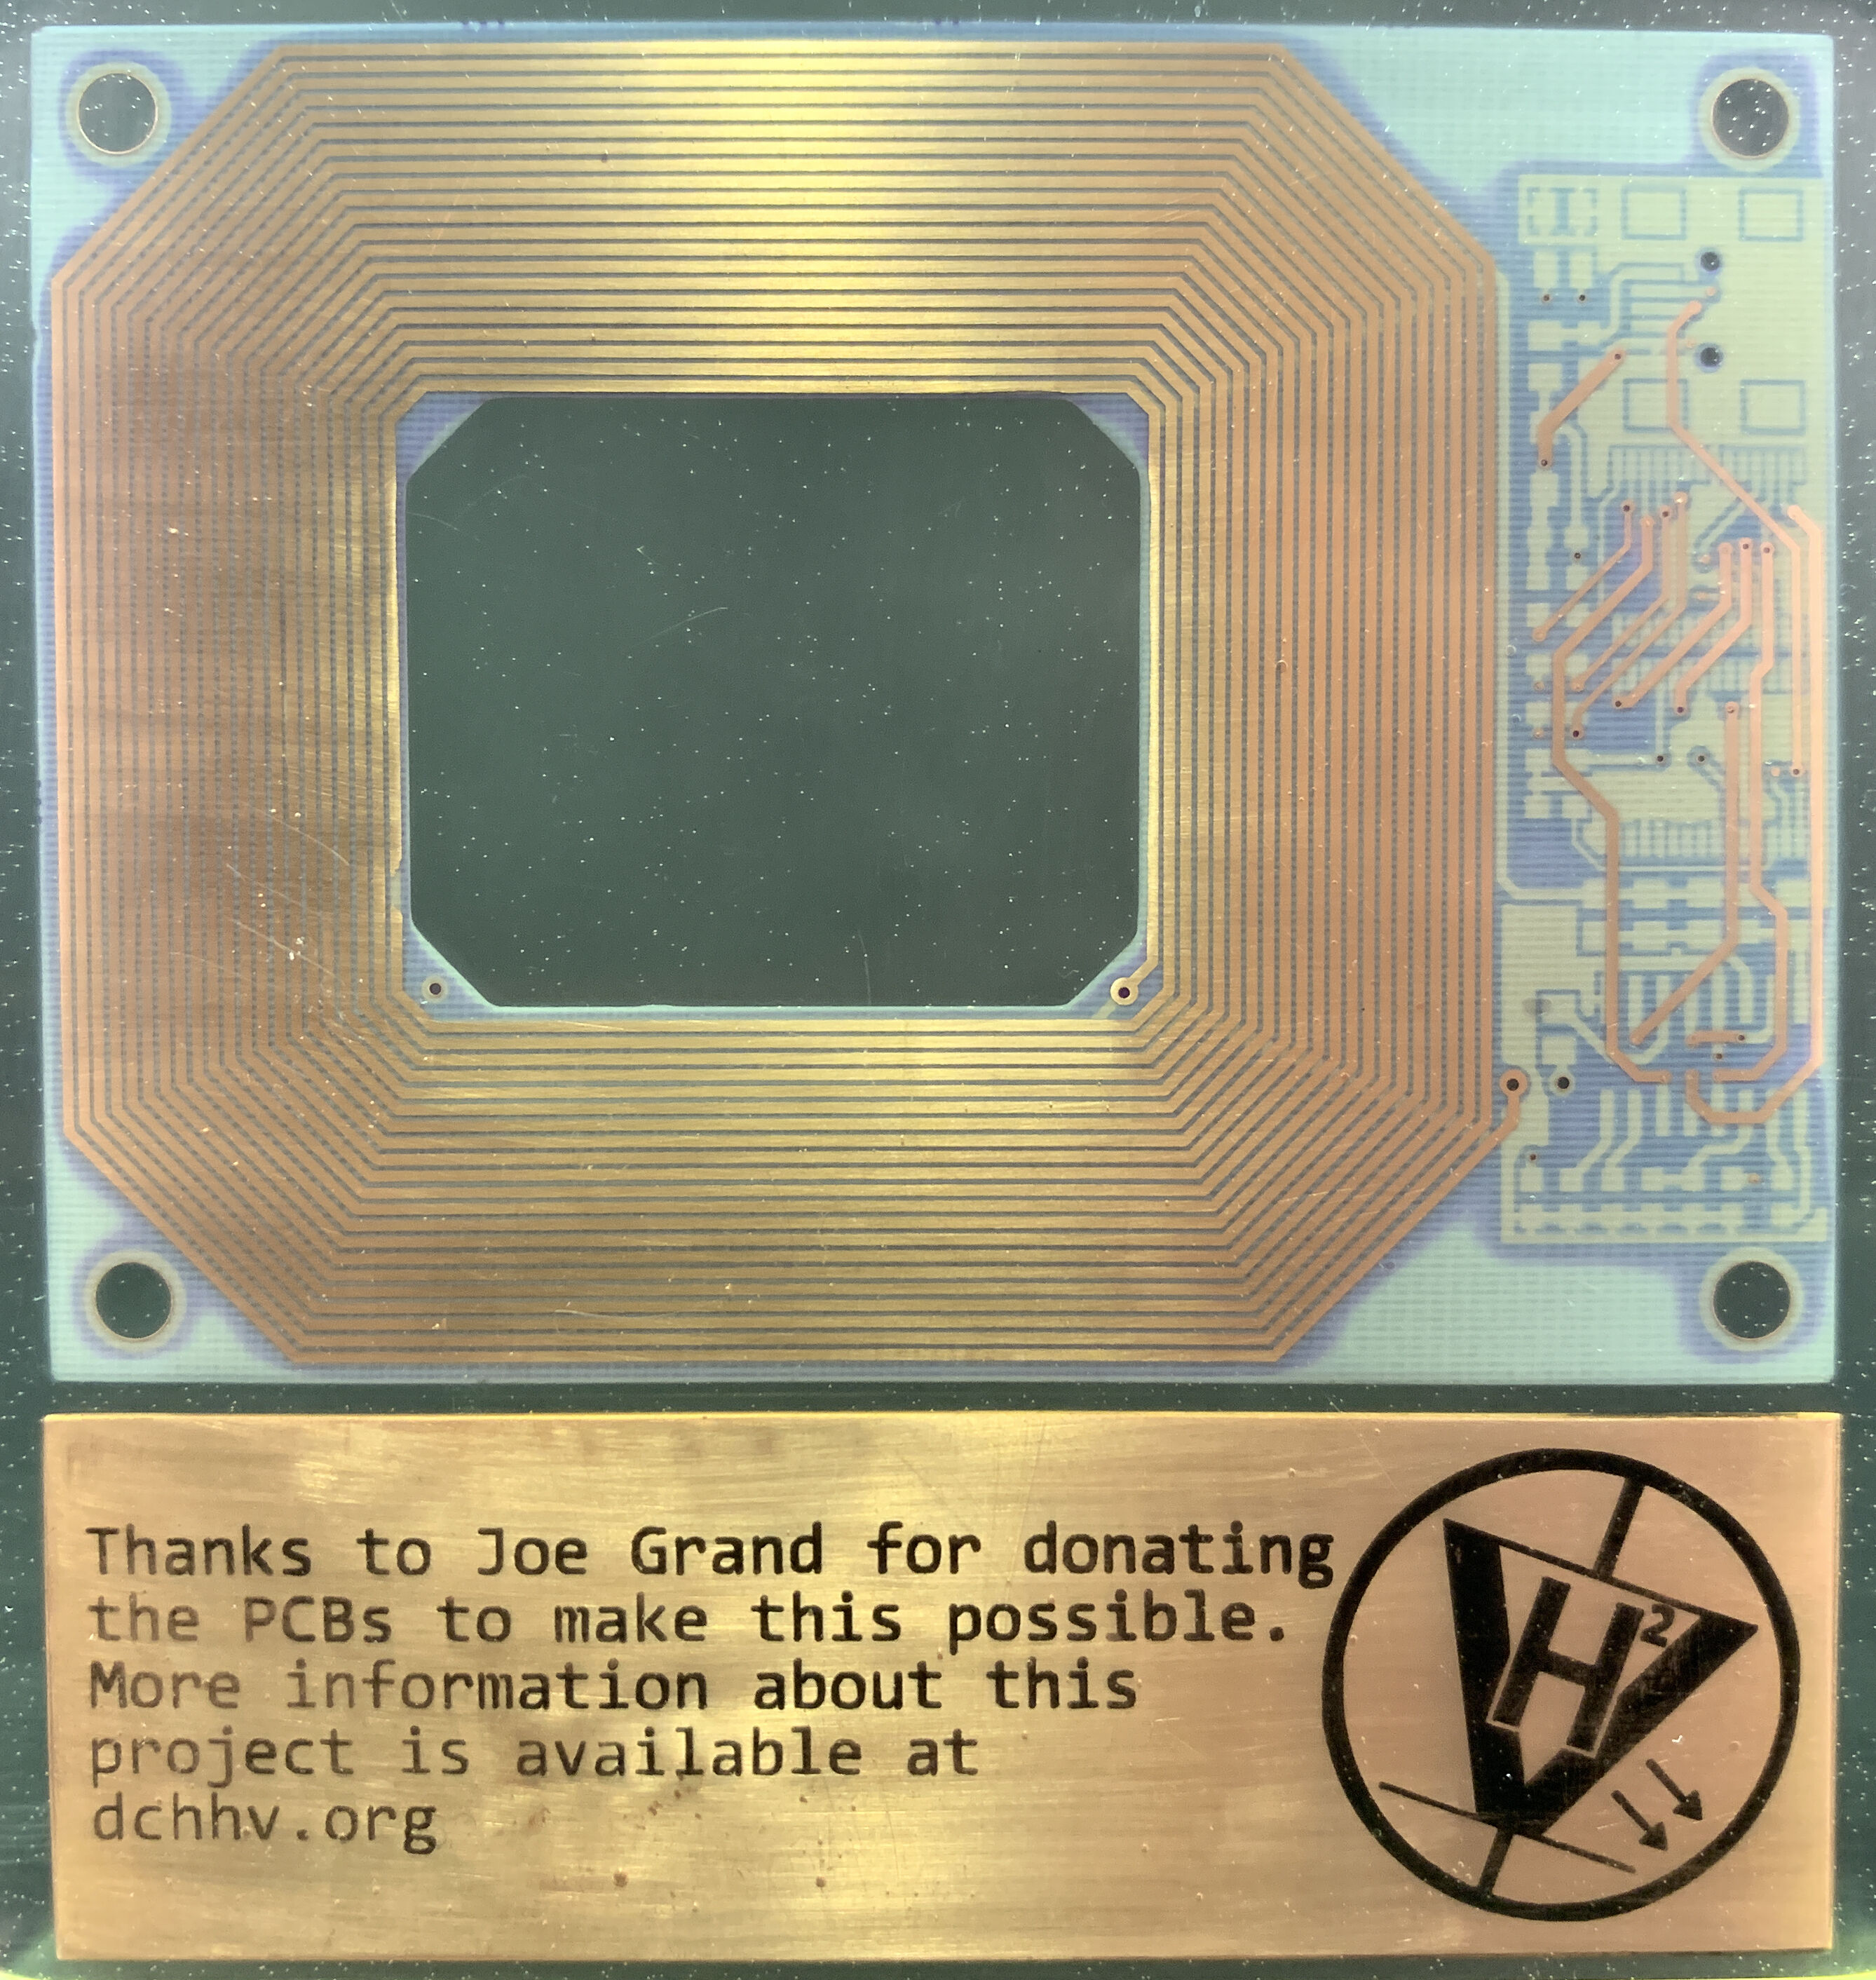 Thanks to Joe Grand for donating
the PCBs to make this possible.
More information about this
project is available at
dchhv.org
H²